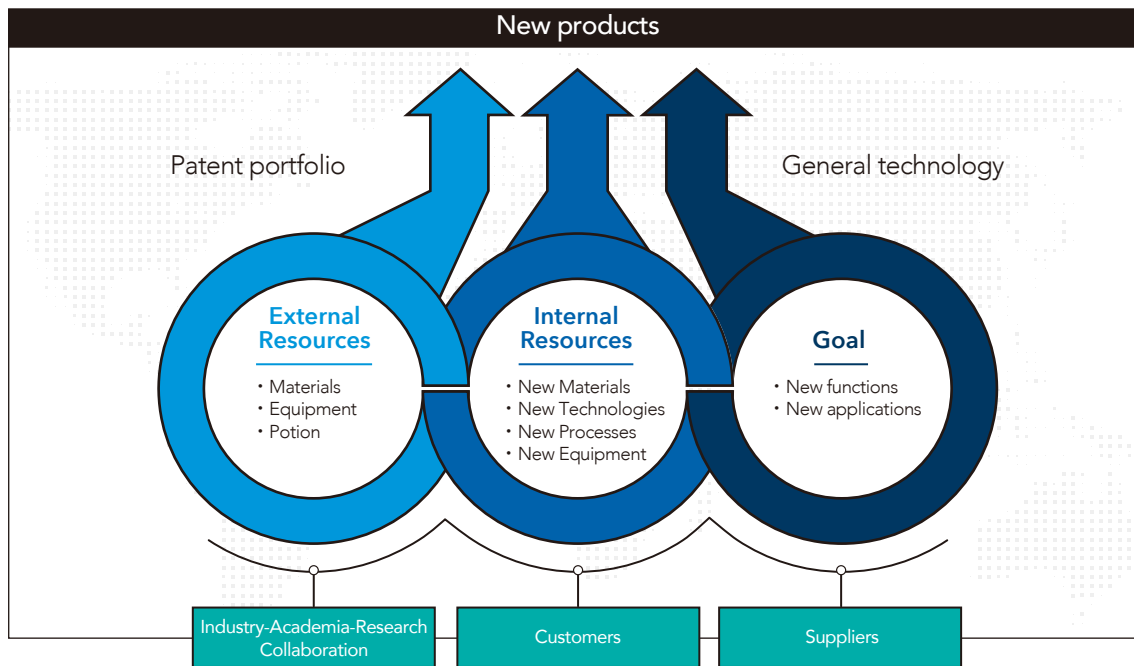 New products
Patent portfolio
General technology
External
Resources
・Materials
・Equipment
・Potion
Internal
Resources
・New Materials
・New Technologies
・New Processes
・New Equipment
Goal
・New functions
・New applications
Industry-Academia-Research
Collaboration
Customers
Suppliers